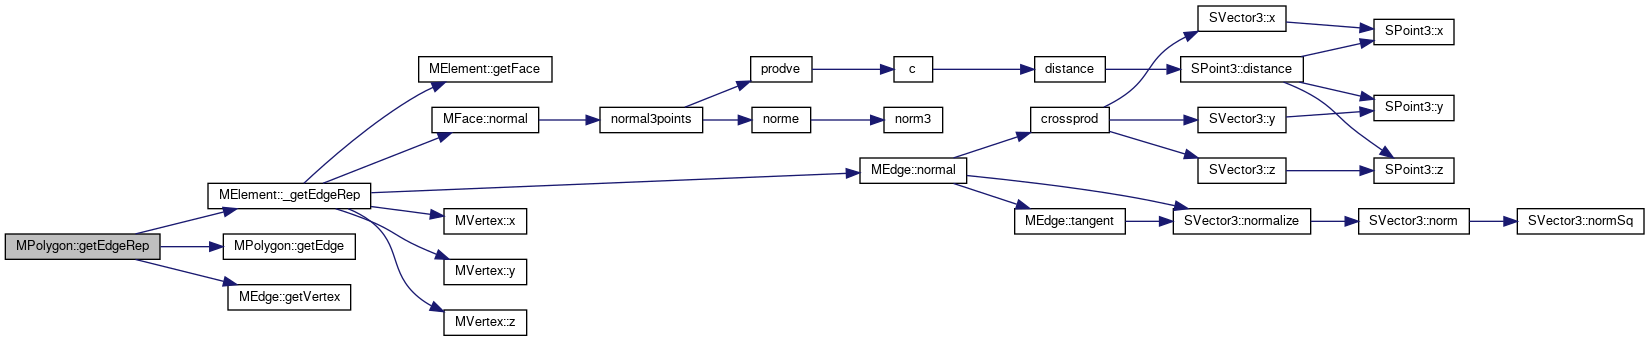 MPolygon::getEdgeRep
MElement::_getEdgeRep
MPolygon::getEdge
MEdge::getVertex
MElement::getFace
MFace::normal
MVertex::x
MVertex::y
MVertex::z
normal3points
prodve
norme
c
norm3
MEdge::normal
distance
crossprod
MEdge::tangent
SVector3::x
SPoint3::distance
SVector3::y
SVector3::z
SVector3::normalize
SPoint3::x
SPoint3::y
SPoint3::z
SVector3::norm
SVector3::normSq